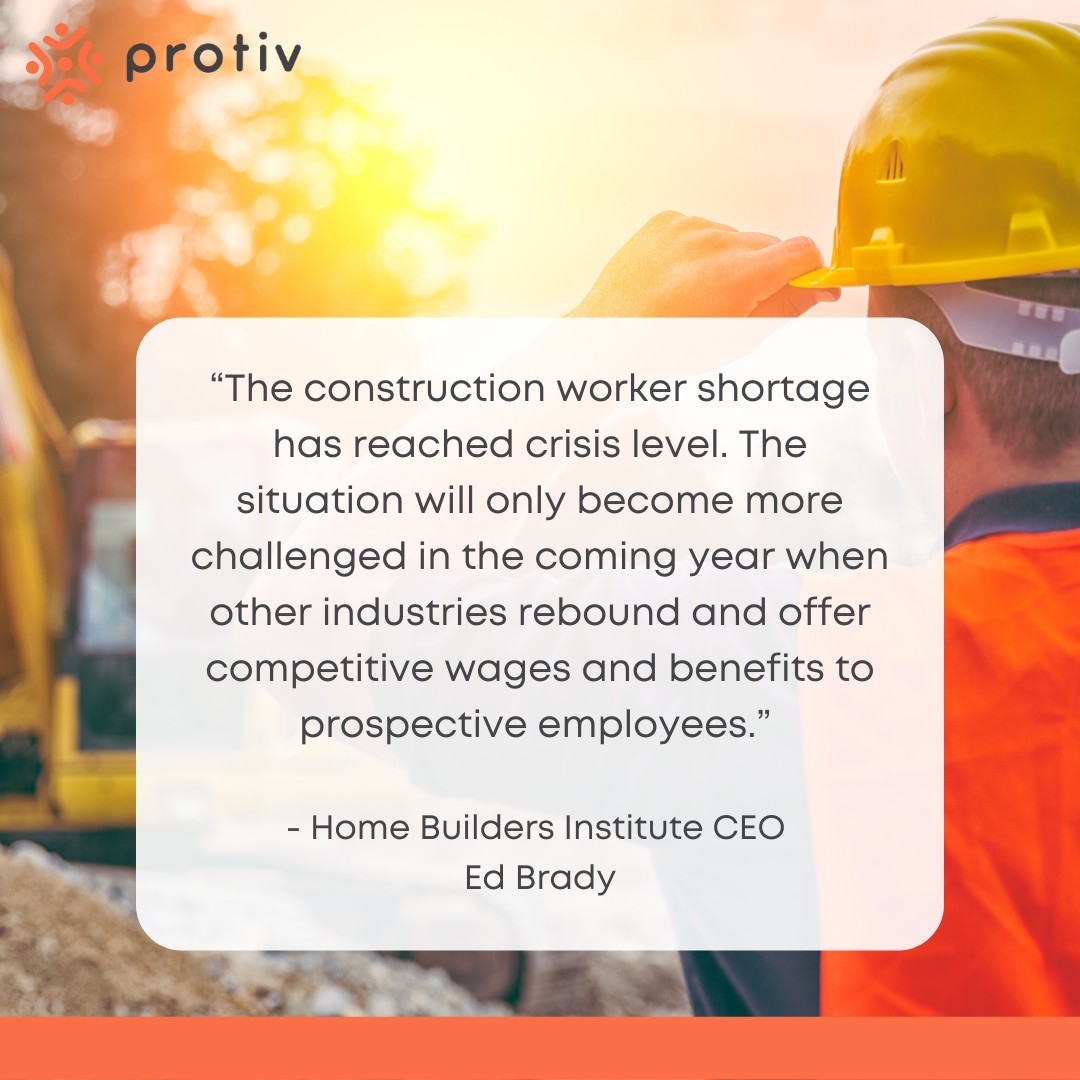 protiv
“The construction worker shortage
has reached crisis level. The
situation will only become more
challenged in the coming year when
other industries rebound and offer
competitive wages and benefits to
prospective employees.”
- Home Builders Institute CEO
Ed Brady